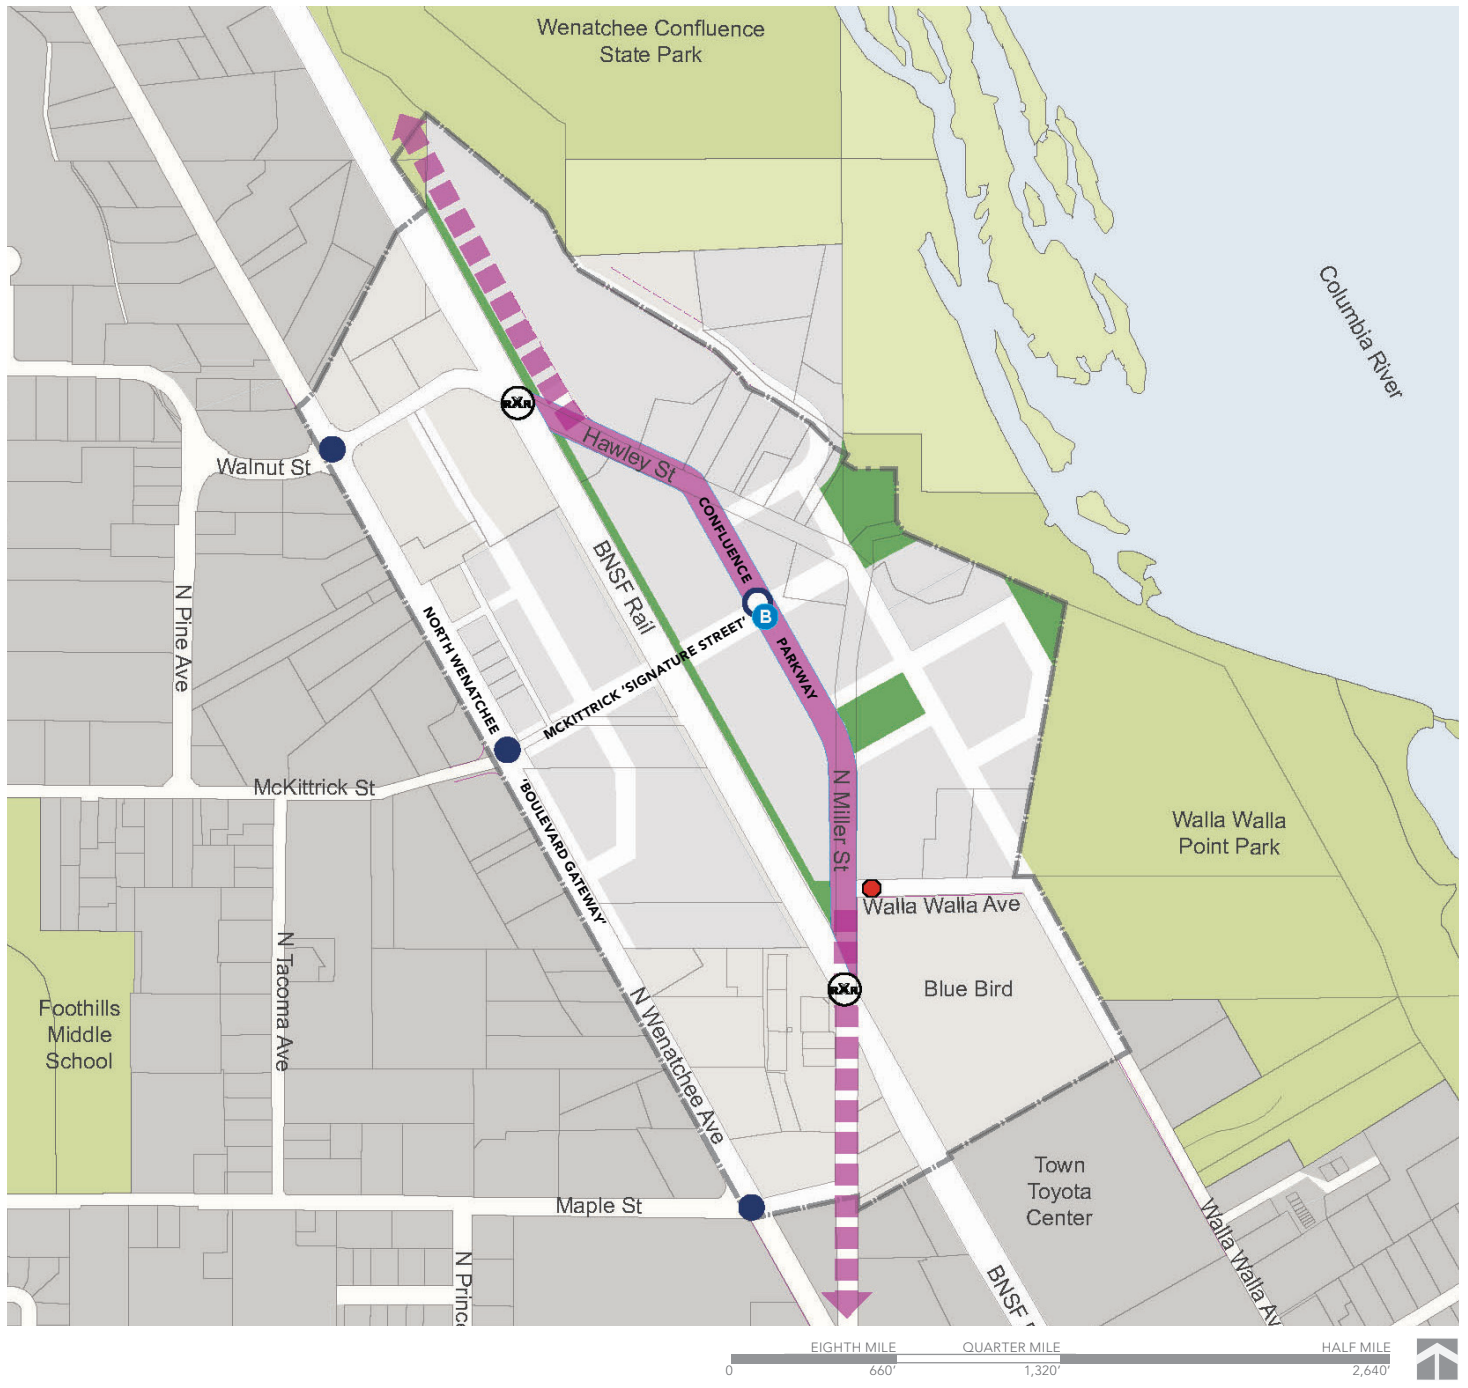 Wenatchee Confluence
State Park
Columbia River
RXR
Hawley St
Walnut St
CONFLUENCE
BNSF Rail
N Pine Ave
NORTH WENATCHEE
B
MCKITTRICK 'SIGNATURE STREET'
PARKWAY
McKittrick St
'BOULEVARD GATEWAY'
N Miller St
Walla Walla
Point Park
Walla Walla Ave
N Tacoma Ave
Foothills
Middle
School
RXR
Blue Bird
N Wenatchee Ave
Town
Toyota
Center
Maple St
Walla Walla Av
N Princ
BNSF
EIGHTH MILE
QUARTER MILE
HALF MILE
0
660'
1,320'
2,640'